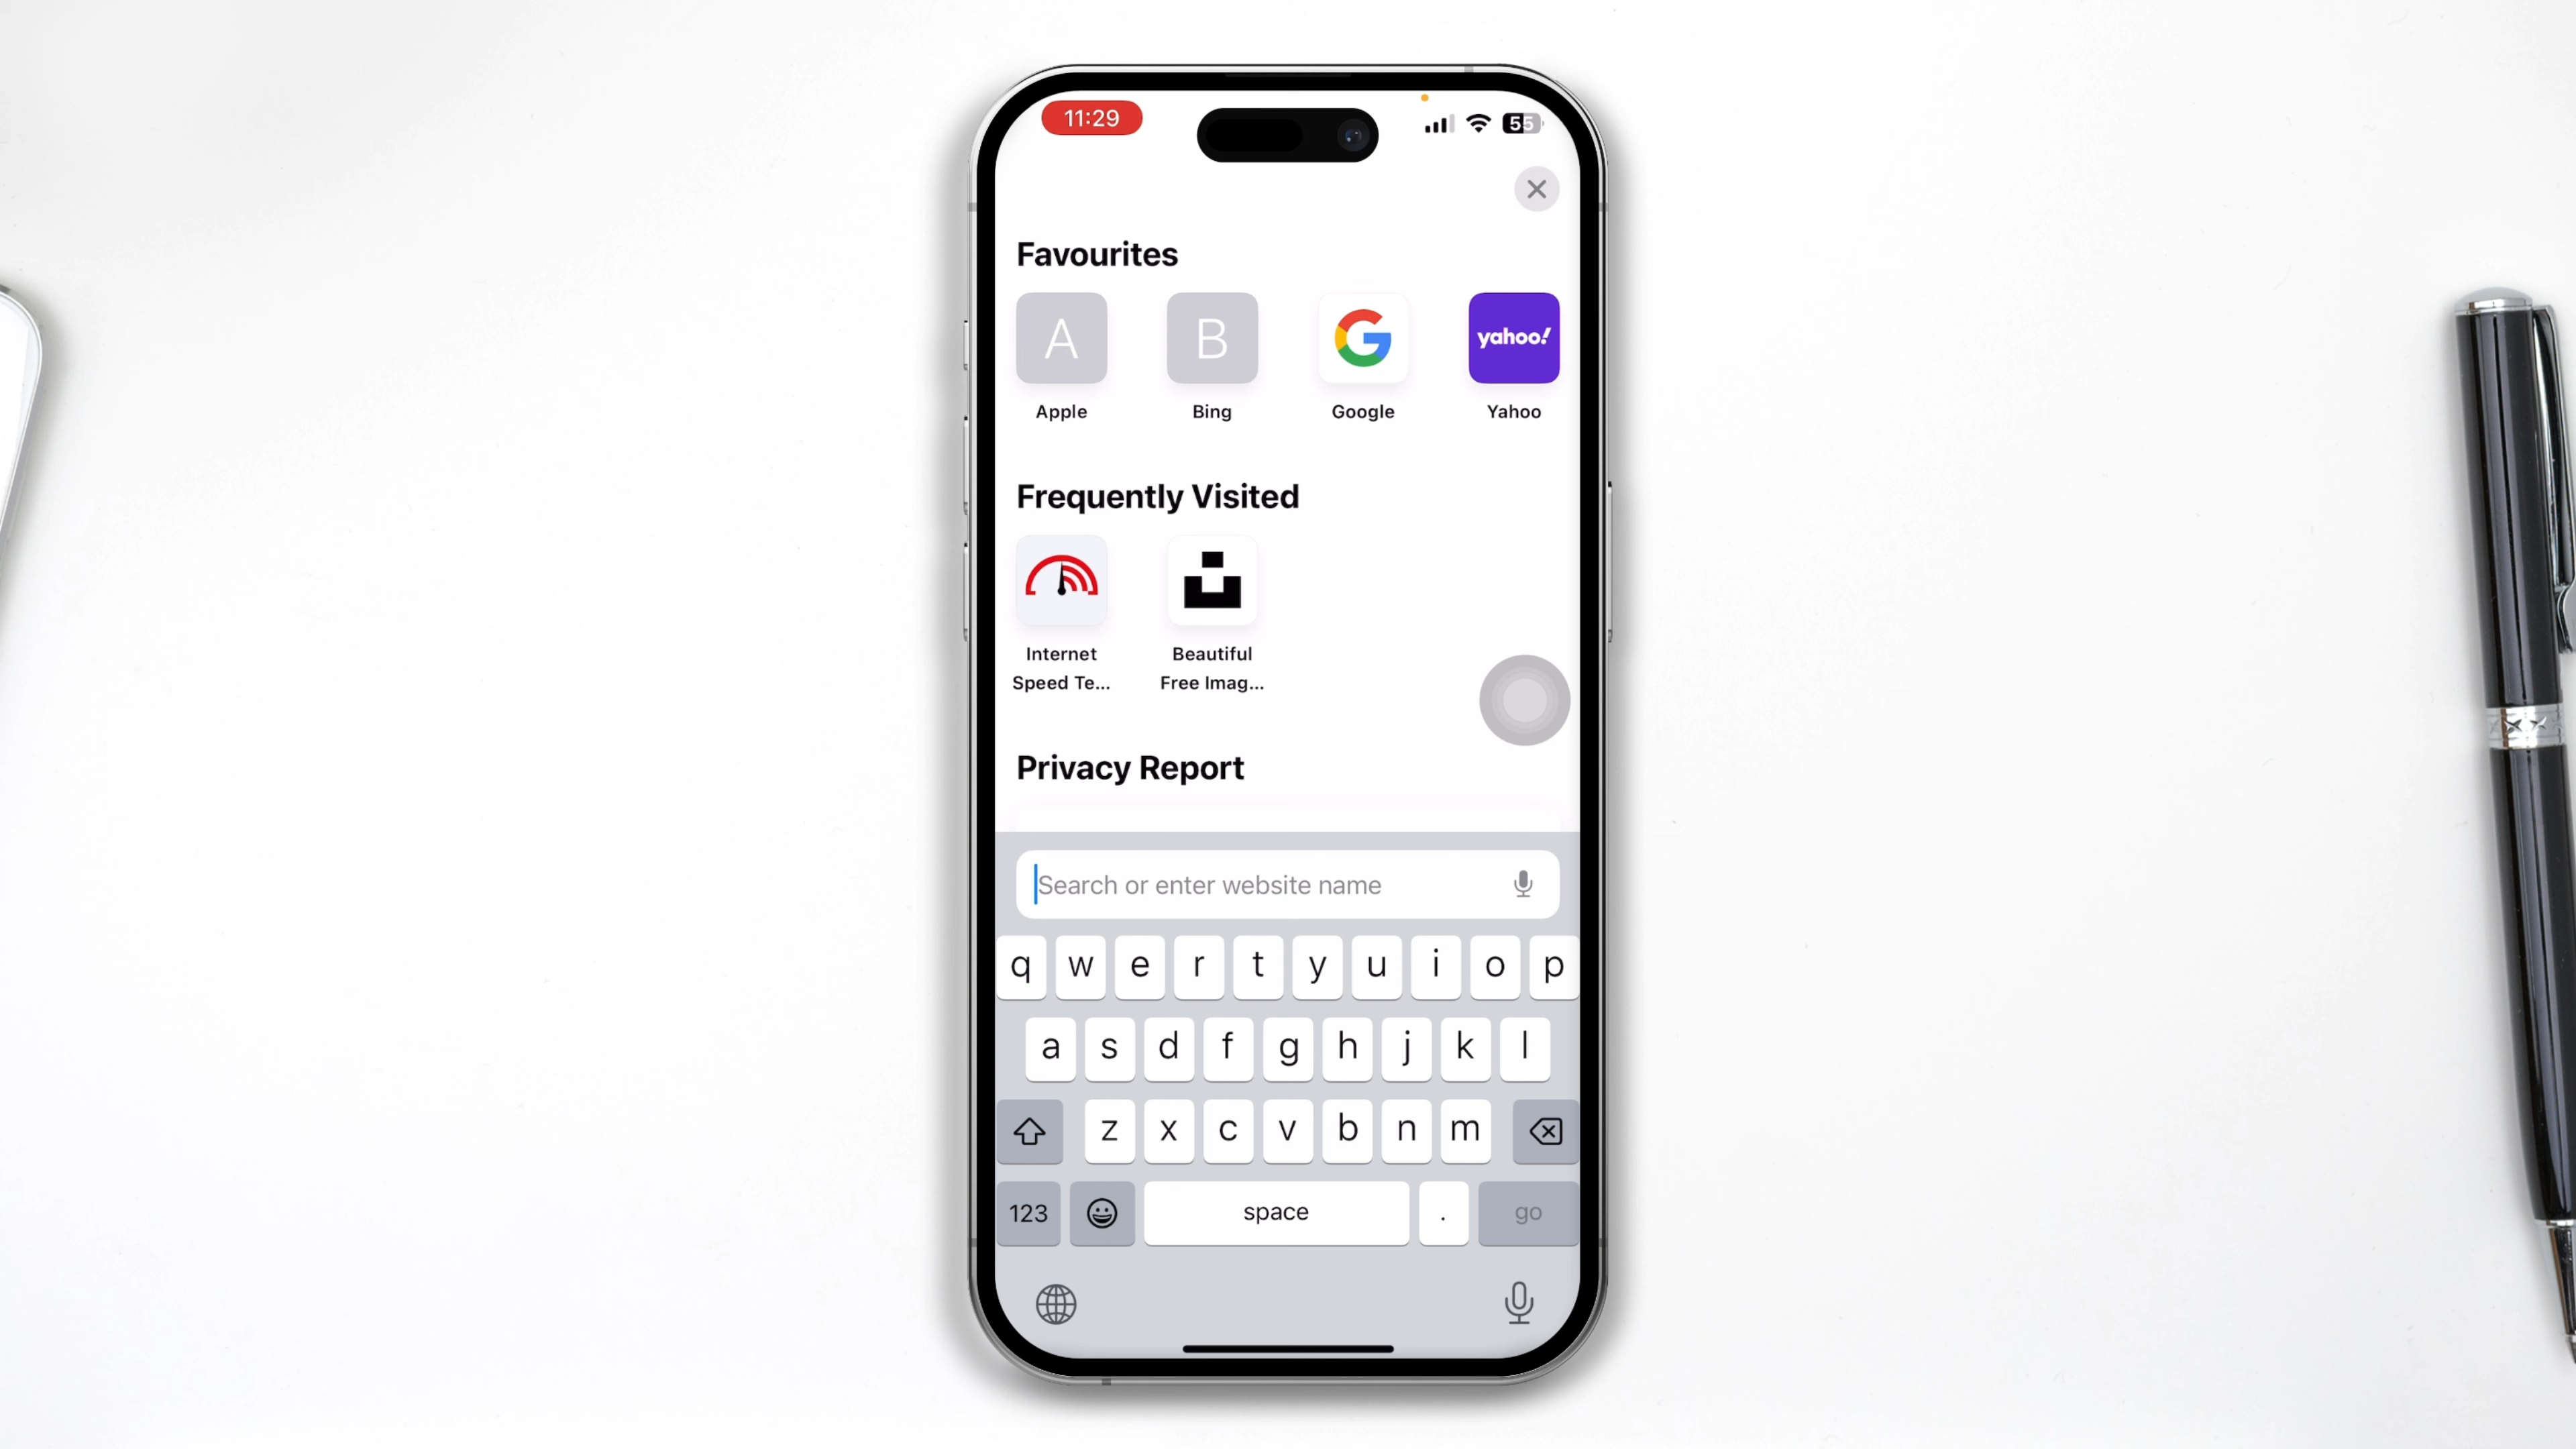 11:29
55
Favourites
A
B
G
yahoo!
Apple
Bing
Google
Yahoo
Frequently Visited
Internet
Speed Te...
Beautiful
Free Imag...
Privacy Report
Search or enter website name
q w e r t y u i o p
a s d f g h j k l
z x c v b n m
123
space
.
go